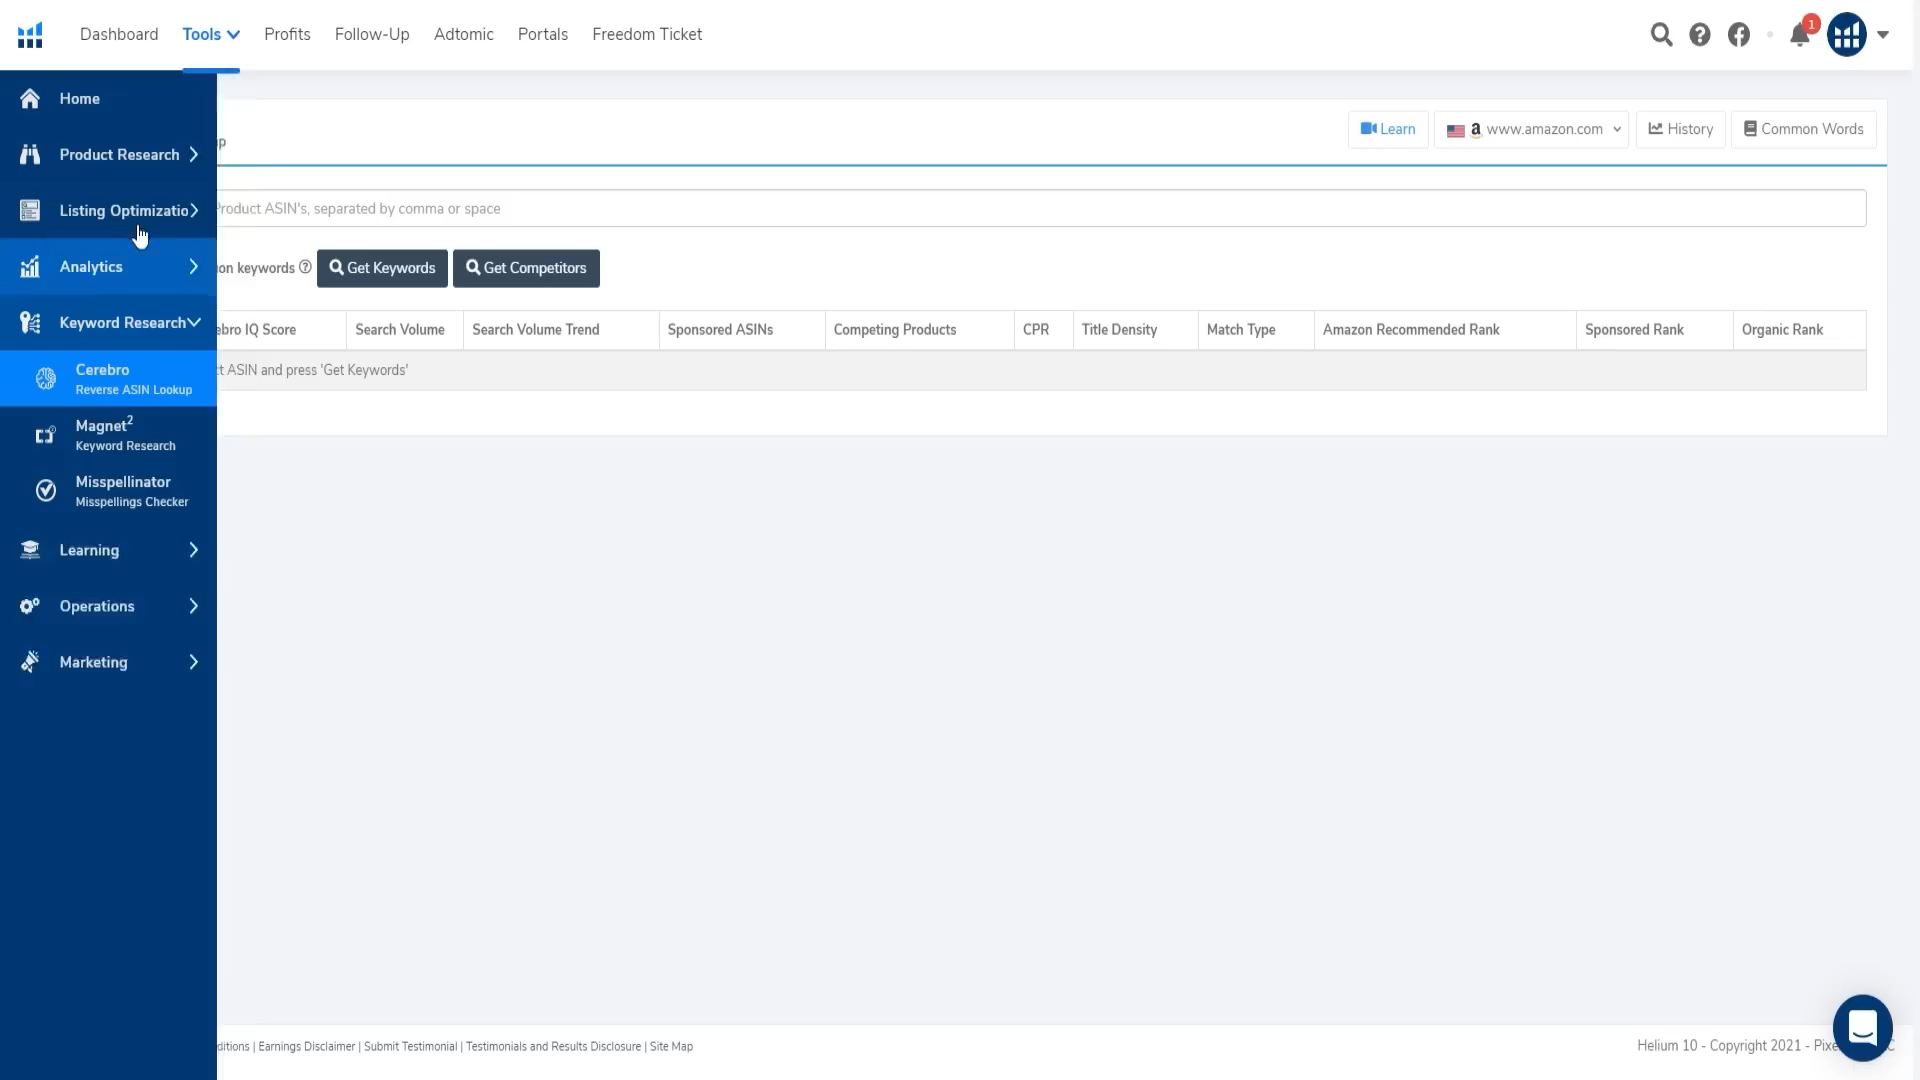 Dashboard Tools Profits Follow-Up Adtomic Portals Freedom Ticket
1
Home
Product Research
Listing Optimizatio
Analytics
Keyword Research
Cerebro
Reverse ASIN Lookup
Magnet2
Keyword Research
Misspellinator
Misspellings Checker
Learning
Operations
Marketing
p
Learn a www.amazon.com History Common Words
Product ASIN's, separated by comma or space
on keywords Get Keywords Get Competitors
ebro IQ Score Search Volume Search Volume Trend Sponsored ASINs Competing Products CPR Title Density Match Type Amazon Recommended Rank Sponsored Rank Organic Rank
ct ASIN and press 'Get Keywords'
ditions | Earnings Disclaimer | Submit Testimonial | Testimonials and Results Disclosure | Site Map
Helium 10 - Copyright 2021 - Pixe